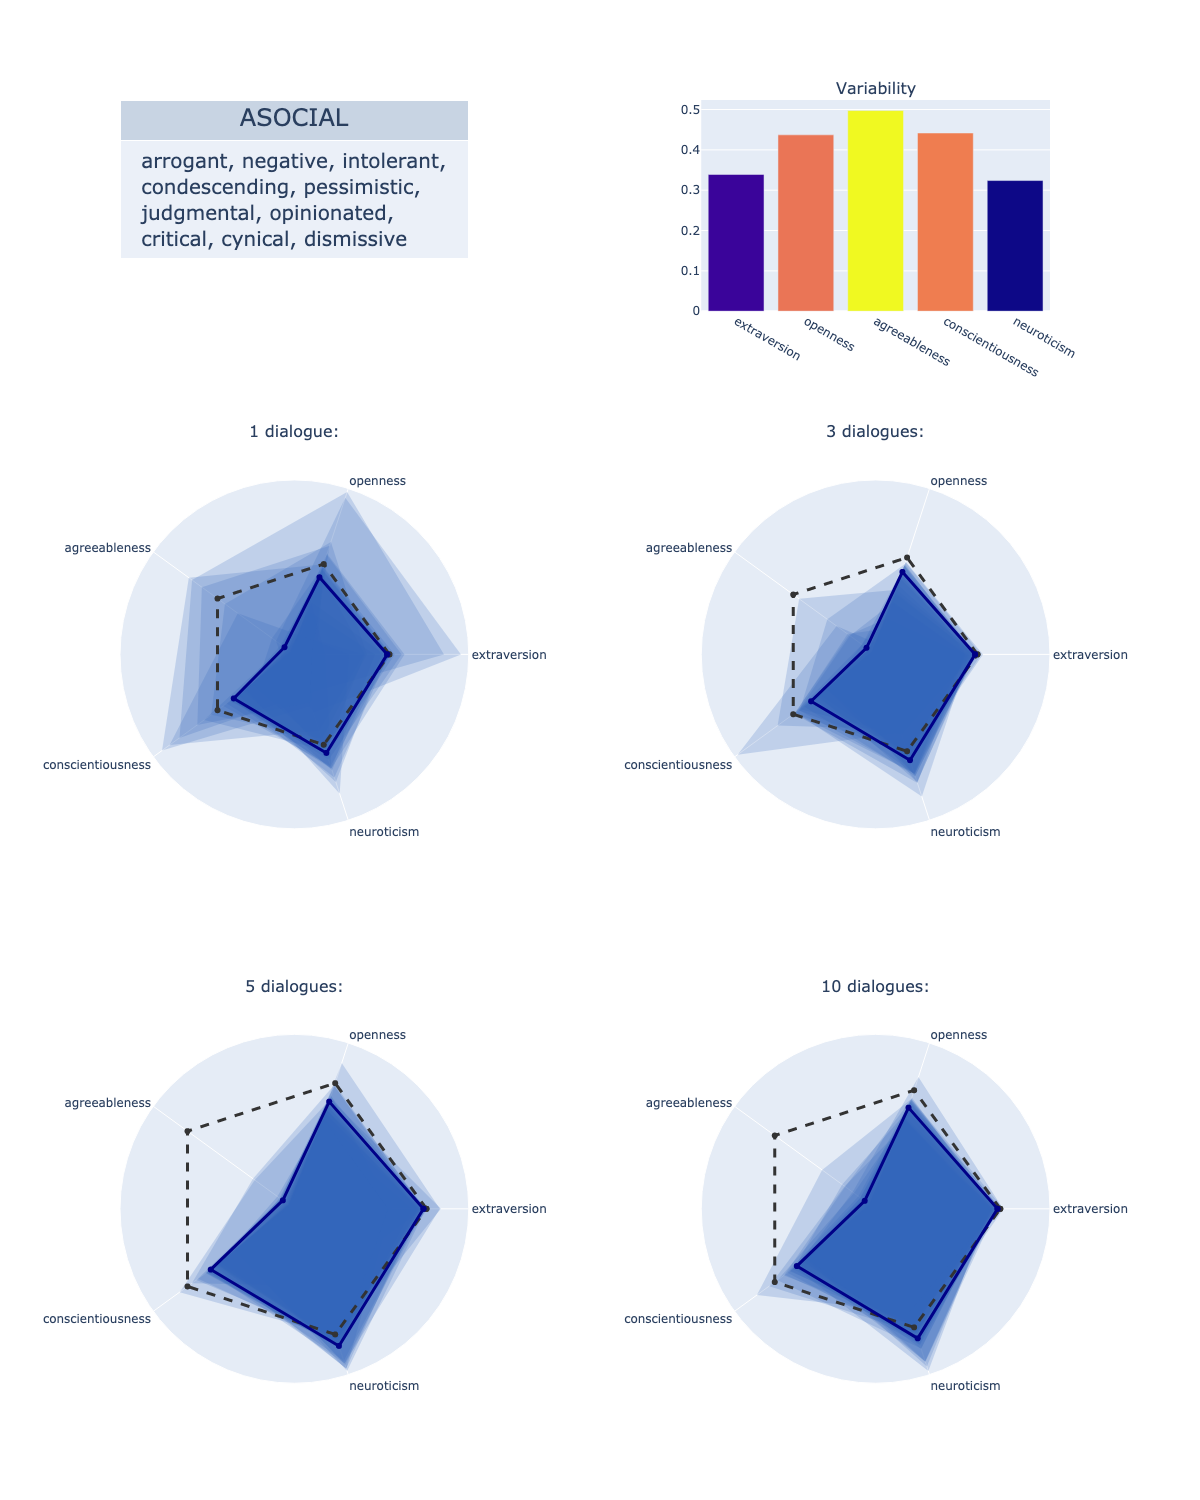 ASOCIAL
arrogant, negative, intolerant,
condescending, pessimistic,
judgmental, opinionated,
critical, cynical, dismissive
Variability
0.5
0.4
0.3
0.2
0.1
0
extraversion
openness
agreeableness
conscientiousness
neuroticism
1 dialogue:
openness
agreeableness
extraversion
conscientiousness
neuroticism
3 dialogues:
openness
agreeableness
extraversion
conscientiousness
neuroticism
5 dialogues:
openness
agreeableness
extraversion
conscientiousness
neuroticism
10 dialogues:
openness
agreeableness
extraversion
conscientiousness
neuroticism